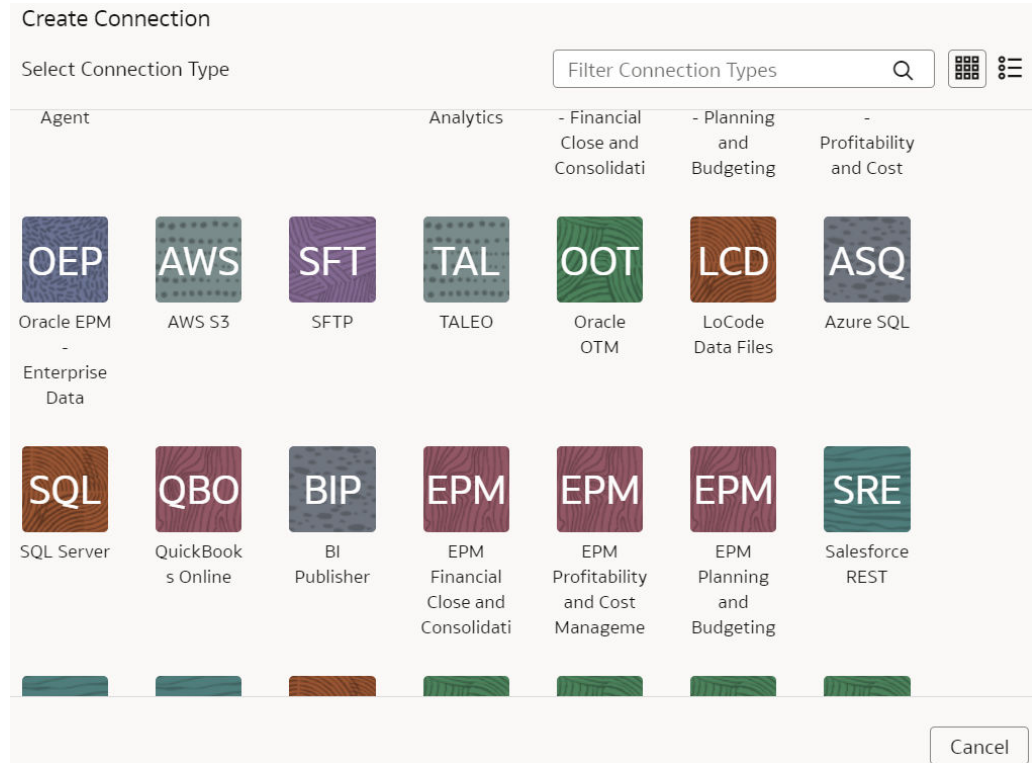 Create Connection
Select Connection Type
Filter Connection Types
Agent
Analytics
- Financial
Close and
Consolidati
- Planning
and
Budgeting
-
Profitability
and Cost
OEP
Oracle EPM
-
Enterprise
Data
AWS
AWS S3
SFT
SFTP
TAL
TALEO
OOT
Oracle
OTM
LCD
LoCode
Data Files
ASQ
Azure SQL
SQL
SQL Server
QBO
QuickBook
s Online
BIP
BI
Publisher
EPM
EPM
Financial
Close and
Consolidati
EPM
EPM
Profitability
and Cost
Manageme
EPM
EPM
Planning
and
Budgeting
SRE
Salesforce
REST
Cancel